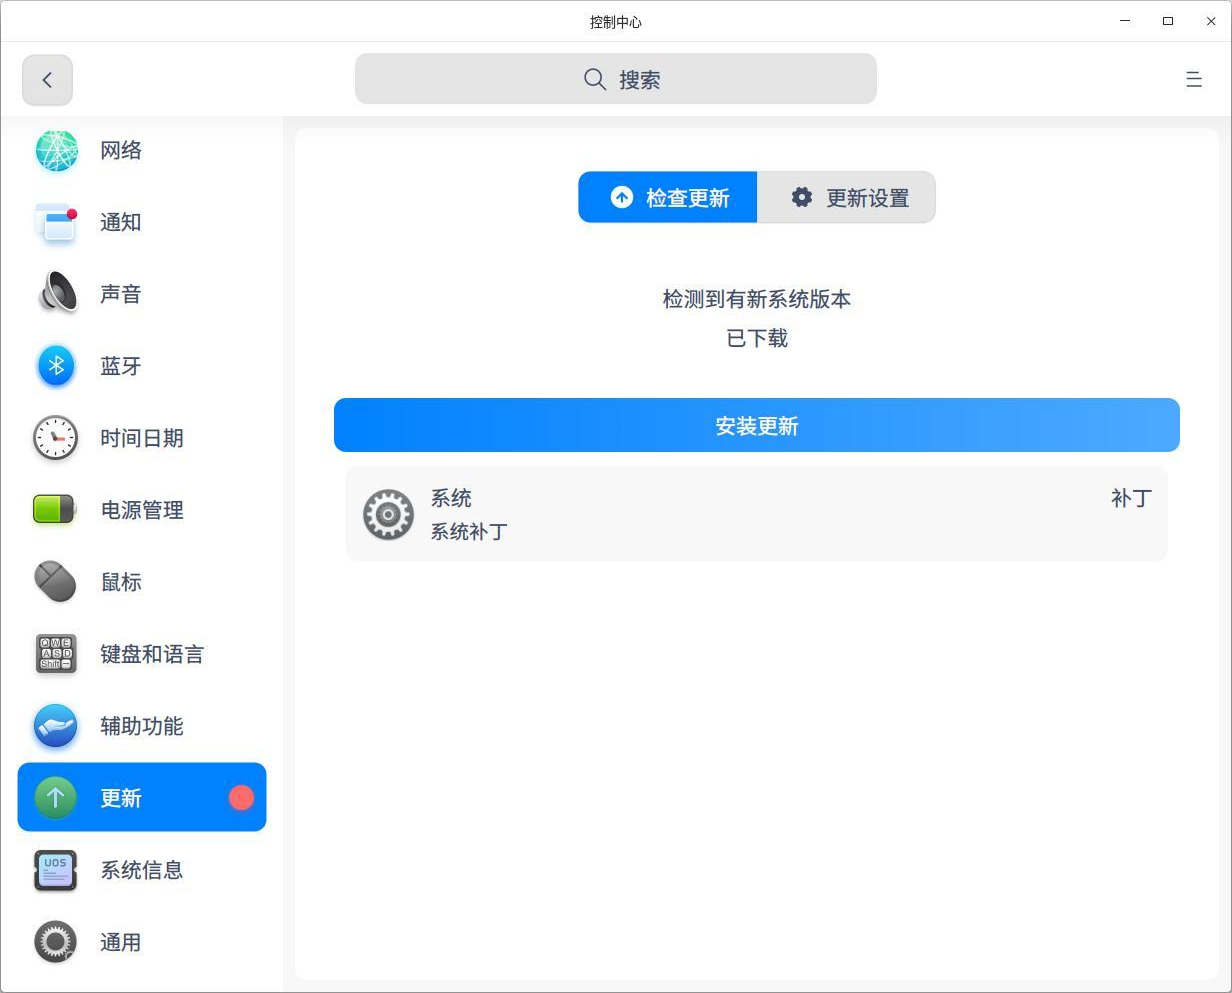 控制中心
搜索
网络
通知
声音
蓝牙
时间日期
电源管理
鼠标
键盘和语言
辅助功能
更新
系统信息
通用
检查更新
更新设置
检测到有新系统版本
已下载
安装更新
系统
补丁
系统补丁
Q W E
A S D
Shift
UOS